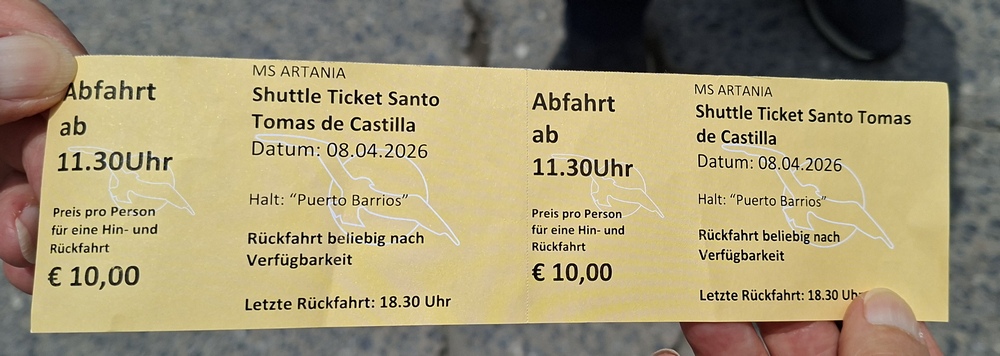 Abfahrt
ab
11.30Uhr
Preis pro Person
für eine Hin- und
Rückfahrt
€ 10,00
MS ARTANIA
Shuttle Ticket Santo
Tomas de Castilla
Datum: 08.04.2026
Halt: “Puerto Barrios”
Rückfahrt beliebig nach
Verfügbarkeit
Letzte Rückfahrt: 18.30 Uhr
Abfahrt
ab
11.30Uhr
Preis pro Person
für eine Hin- und
Rückfahrt
€ 10,00
MS ARTANIA
Shuttle Ticket Santo Tomas
de Castilla
Datum: 08.04.2026
Halt: “Puerto Barrios”
Rückfahrt beliebig nach
Verfügbarkeit
Letzte Rückfahrt: 18.30 Uhr